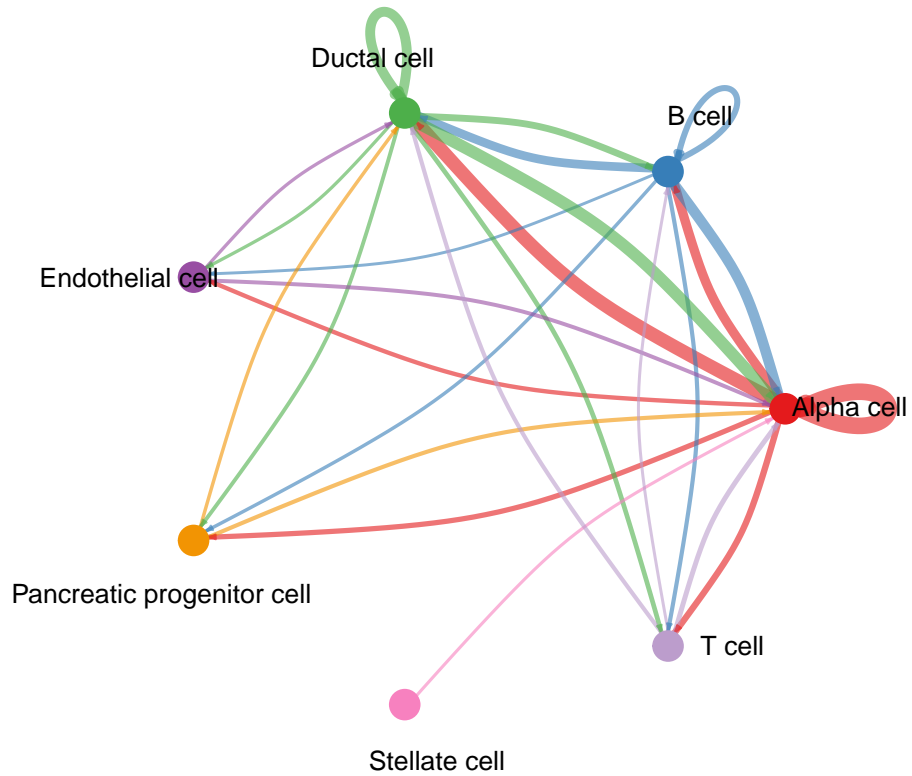 Ductal cell
B cell
Endothelial cell
Alpha cell
Pancreatic progenitor cell
T cell
Stellate cell